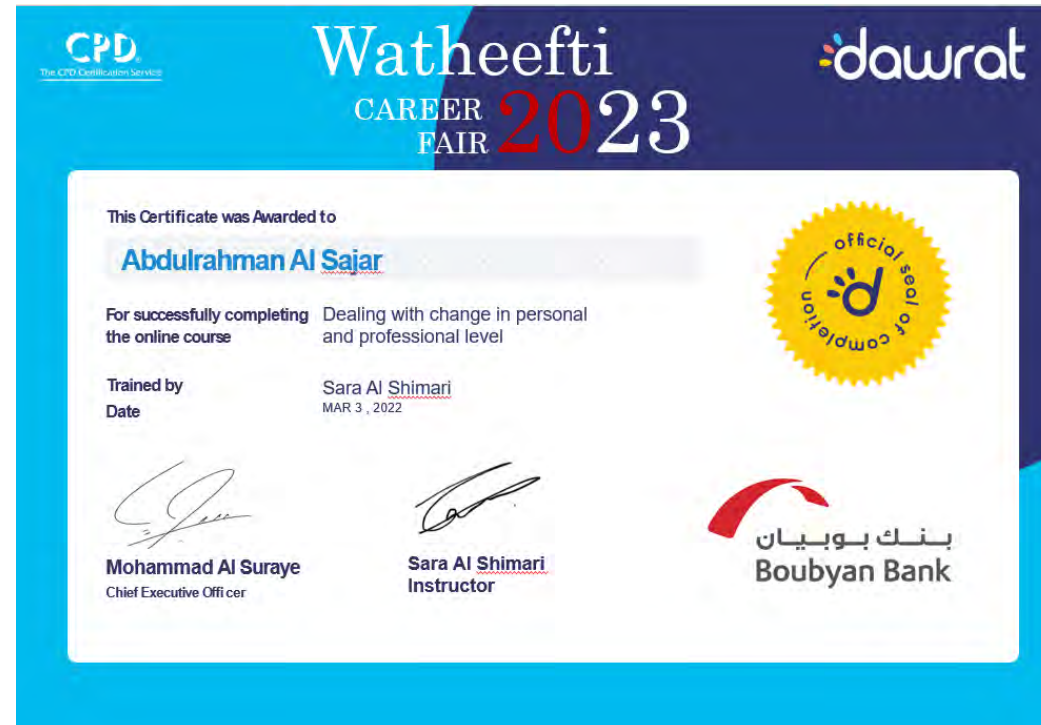 CPD
The CPD Certification Service
Watheefti
CAREER
FAIR 2023
dawrat
This Certificate was Awarded to
Abdulrahman Al Sajar
official seal of completion
For successfully completing
the online course
Dealing with change in personal
and professional level
Trained by
Sara Al Shimari
Date
MAR 3 , 2022
Mohammad Al Suraye
Chief Executive Officer
Sara Al Shimari
Instructor
بنك بوبيان
Boubyan Bank